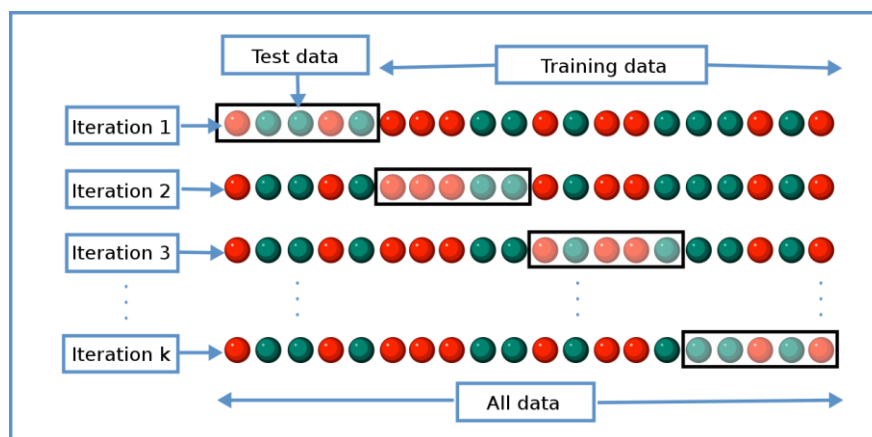 Test data
Training data
Iteration 1
Iteration 2
Iteration 3
Iteration k
All data